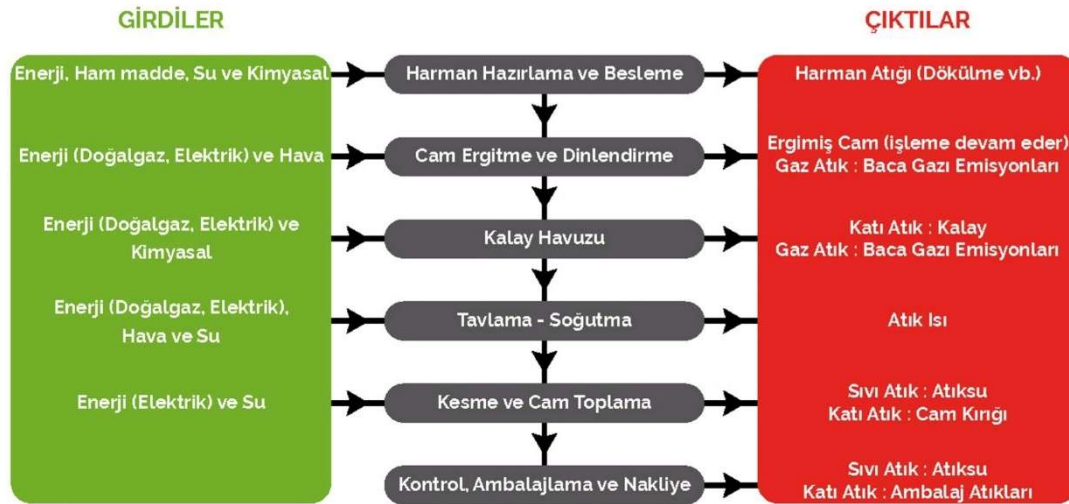 GİRDİLER
ÇIKTILAR
Enerji, Ham madde, Su ve Kimyasal
Harman Hazırlama ve Besleme
Harman Atığı (Dökülme vb.)
Enerji (Doğalgaz, Elektrik) ve Hava
Cam Ergitme ve Dinlendirme
Ergimiş Cam (işleme devam eder)
Gaz Atık : Baca Gazı Emisyonları
Enerji (Doğalgaz, Elektrik) ve
Kimyasal
Kalay Havuzu
Katı Atık : Kalay
Gaz Atık : Baca Gazı Emisyonları
Enerji (Doğalgaz, Elektrik),
Hava ve Su
Tavlama - Soğutma
Atık Isı
Enerji (Elektrik) ve Su
Kesme ve Cam Toplama
Sıvı Atık : Atıksu
Katı Atık : Cam Kırığı
Kontrol, Ambalajlama ve Nakliye
Sıvı Atık : Atıksu
Katı Atık : Ambalaj Atıkları